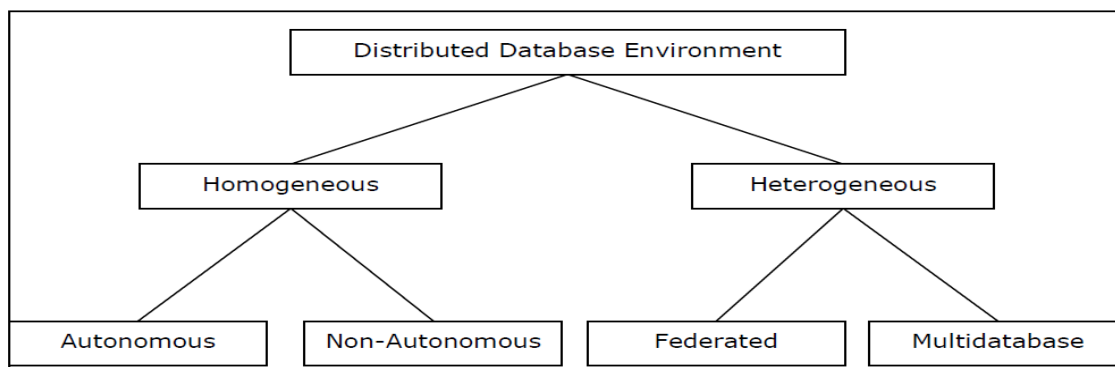 Distributed Database Environment
Homogeneous
Heterogeneous
Autonomous
Non-Autonomous
Federated
Multidatabase